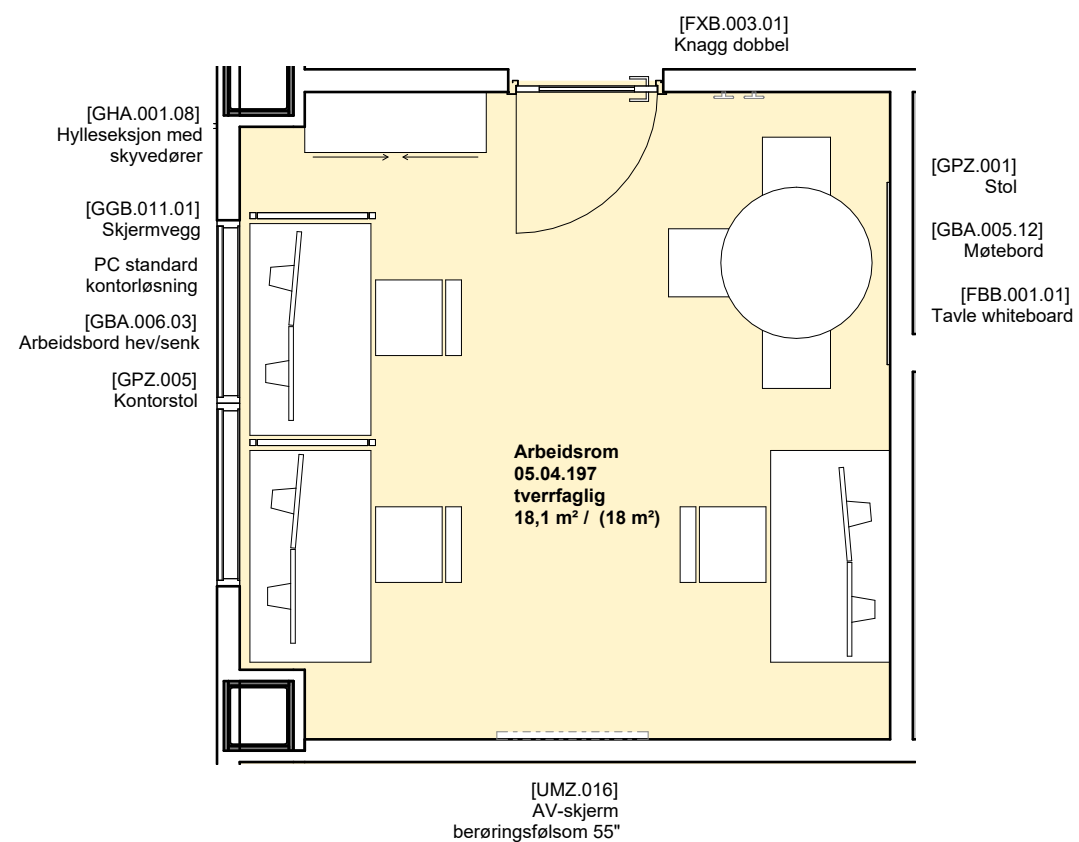 [FXB.003.01]
Knagg dobbel
[GHA.001.08]
Hylleseksjon med
skyvedører
[GGB.011.01]
Skjermvegg
PC standard
kontorløsning
[GBA.006.03]
Arbeidsbord hev/senk
[GPZ.005]
Kontorstol
[GPZ.001]
Stol
[GBA.005.12]
Møtebord
[FBB.001.01]
Tavle whiteboard
Arbeidsrom
05.04.197
tverrfaglig
18,1 m² / (18 m²)
[UMZ.016]
AV-skjerm
berøringsfølsom 55"